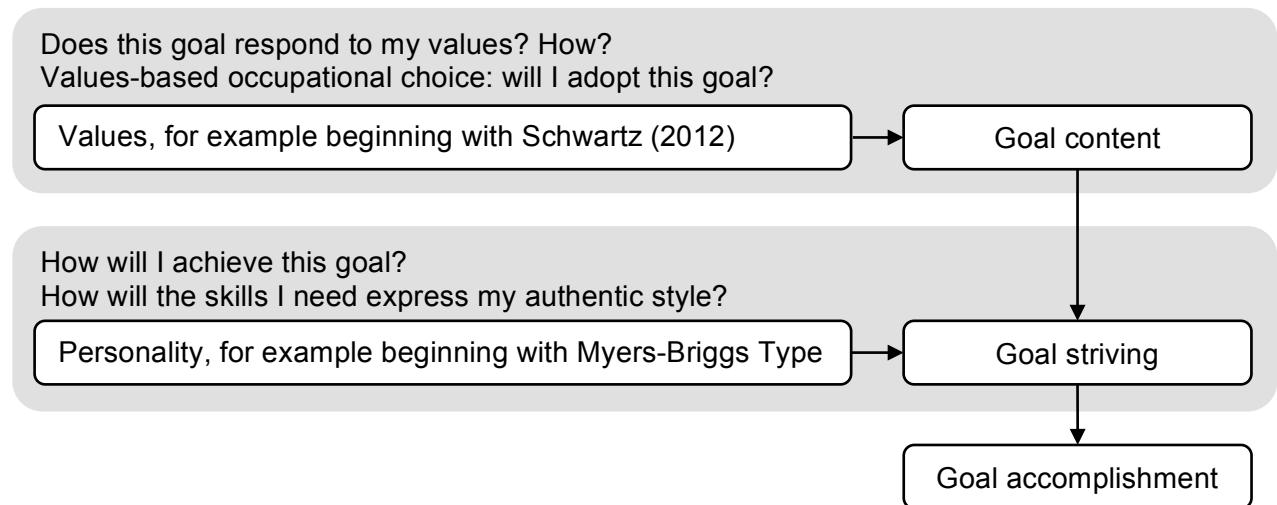 Does this goal respond to my values? How?
Values-based occupational choice: will I adopt this goal?
Values, for example beginning with Schwartz (2012)
Goal content
How will I achieve this goal?
How will the skills I need express my authentic style?
Personality, for example beginning with Myers-Briggs Type
Goal striving
Goal accomplishment